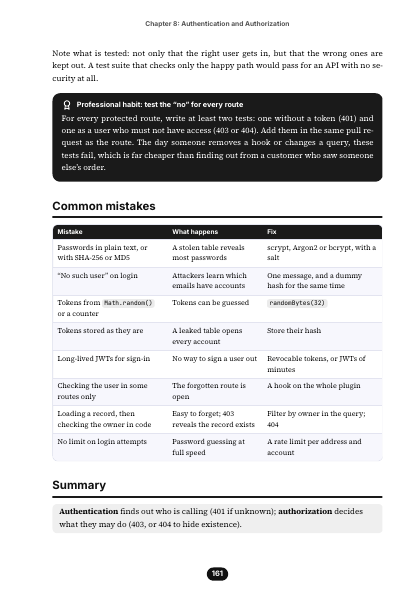 Chapter 8: Authentication and Authorization
Note what is tested: not only that the right user gets in, but that the wrong ones are
kept out. A test suite that checks only the happy path would pass for an API with no se-
curity at all.
Professional habit: test the “no” for every route
For every protected route, write at least two tests: one without a token (401) and
one as a user who must not have access (403 or 404). Add them in the same pull re-
quest as the route. The day someone removes a hook or changes a query, these
tests fail, which is far cheaper than finding out from a customer who saw someone
else’s order.
Common mistakes
Mistake What happens Fix
Passwords in plain text, or A stolen table reveals scrypt, Argon2 or bcrypt, with a
with SHA-256 or MD5 most passwords salt
“No such user” on login Attackers learn which One message, and a dummy
emails have accounts hash for the same time
Tokens from Math.random() Tokens can be guessed randomBytes(32)
or a counter
Tokens stored as they are A leaked table opens Store their hash
every account
Long-lived JWTs for sign-in No way to sign a user out Revocable tokens, or JWTs of
minutes
Checking the user in some The forgotten route is A hook on the whole plugin
routes only open
Loading a record, then Easy to forget; 403 Filter by owner in the query;
checking the owner in code reveals the record exists 404
No limit on login attempts Password guessing at A rate limit per address and
full speed account
Summary
Authentication finds out who is calling (401 if unknown); authorization decides
what they may do (403, or 404 to hide existence).
161